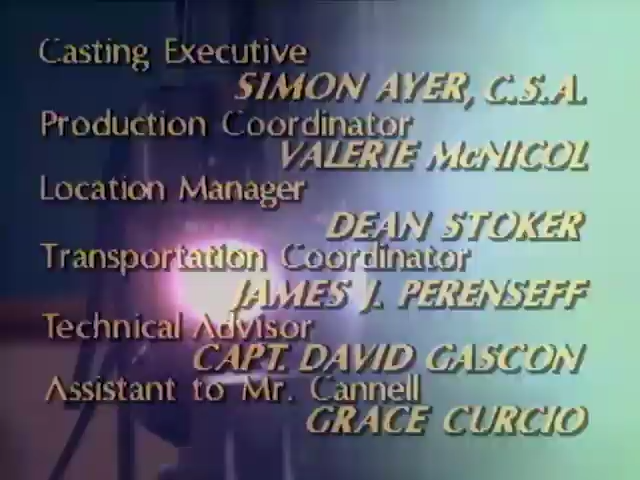 Casting Executive
SIMON AYER, C.S.A.
Production Coordinator
VALERIE McNICOL
Location Manager
DEAN STOKER
Transportation Coordinator
JAMES J. PERENSEFF
Technical Advisor
CAPT. DAVID GASCON
Assistant to Mr. Cannell
GRACE CURCIO